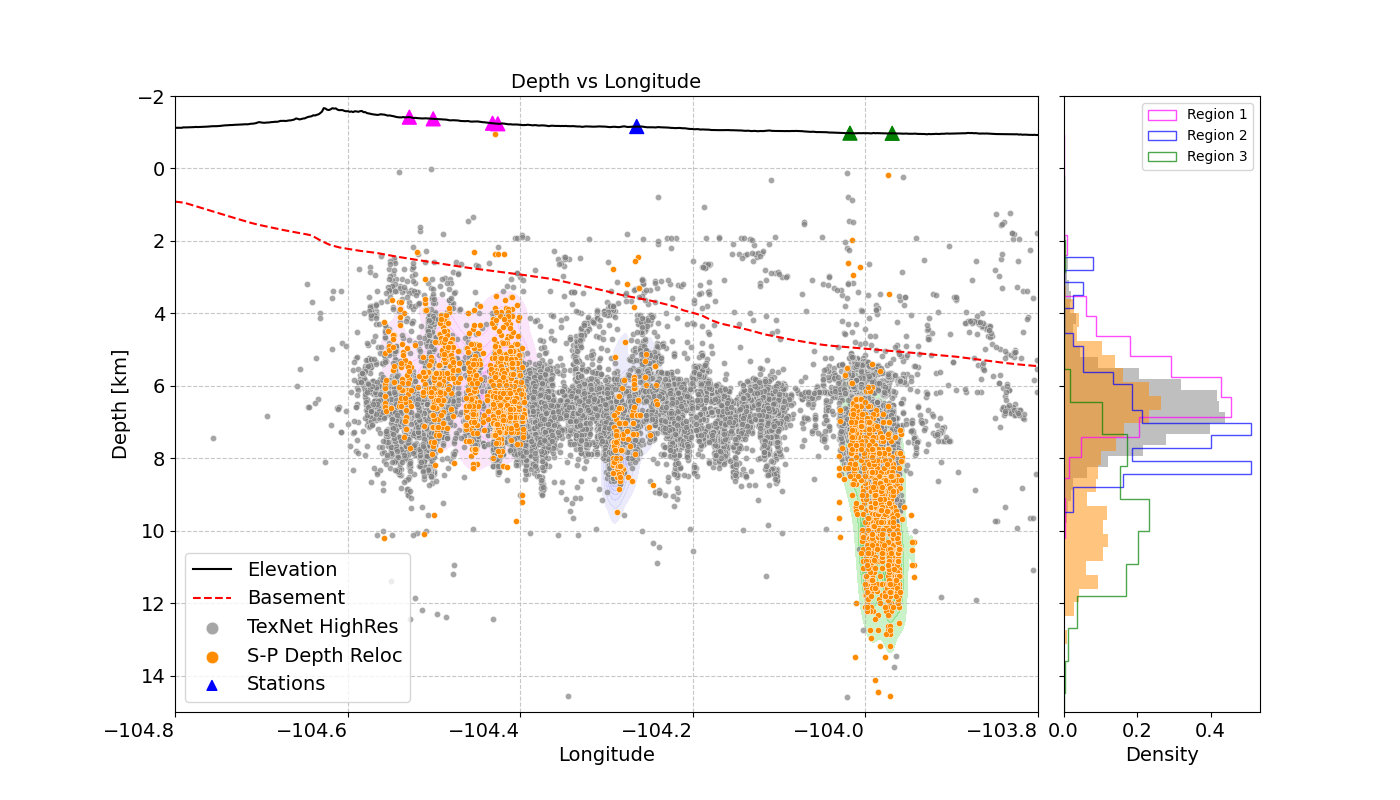 Depth vs Longitude
−2
0
2
4
6
8
10
12
14
Depth [km]
−104.8
−104.6
−104.4
−104.2
−104.0
−103.8
Longitude
Elevation
Basement
TexNet HighRes
S-P Depth Reloc
Stations
Region 1
Region 2
Region 3
0.0
0.2
0.4
Density